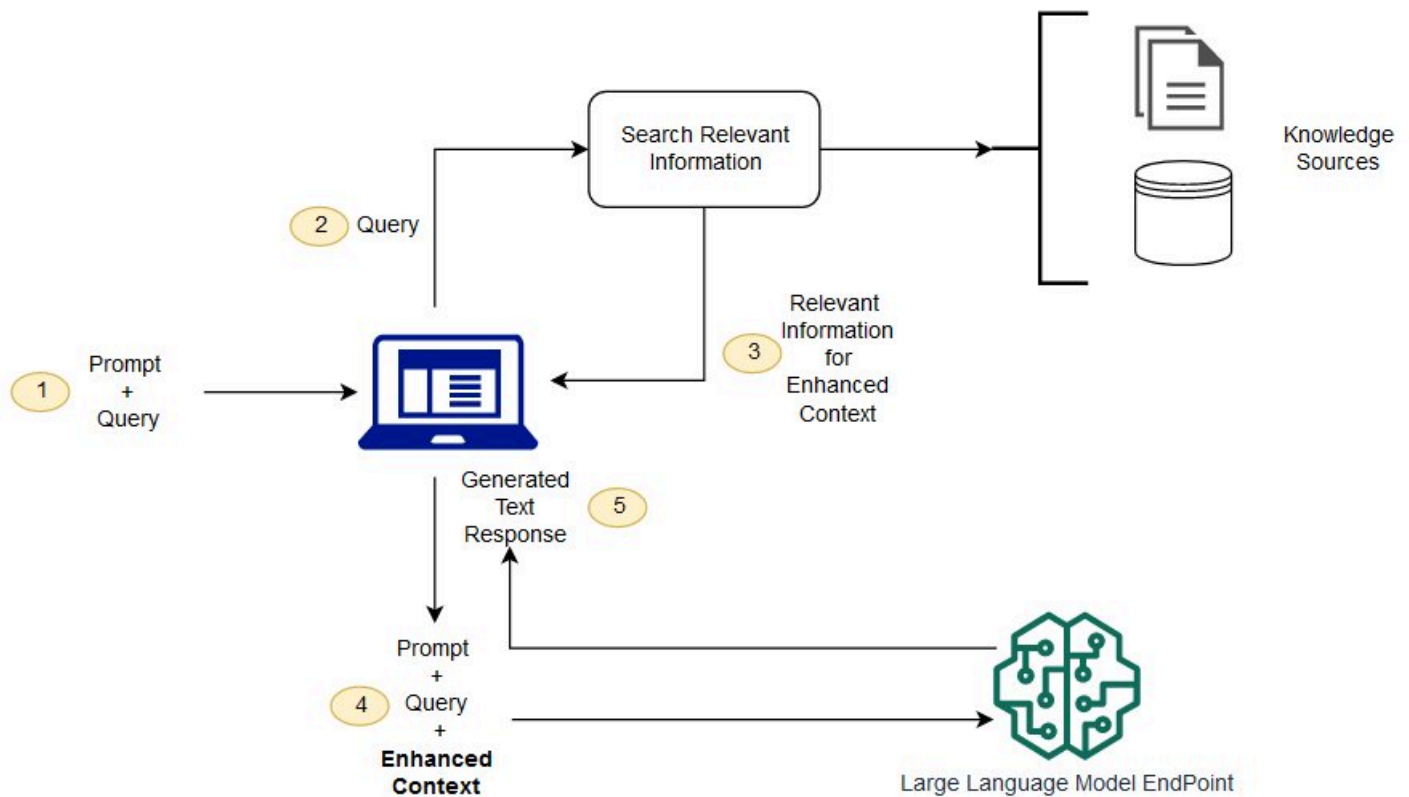 Search Relevant
Information
Knowledge
Sources
2
Query
1
Prompt
+
Query
3
Relevant
Information
for
Enhanced
Context
Generated
Text
Response
5
4
Prompt
+
Query
+
Enhanced
Context
Large Language Model EndPoint